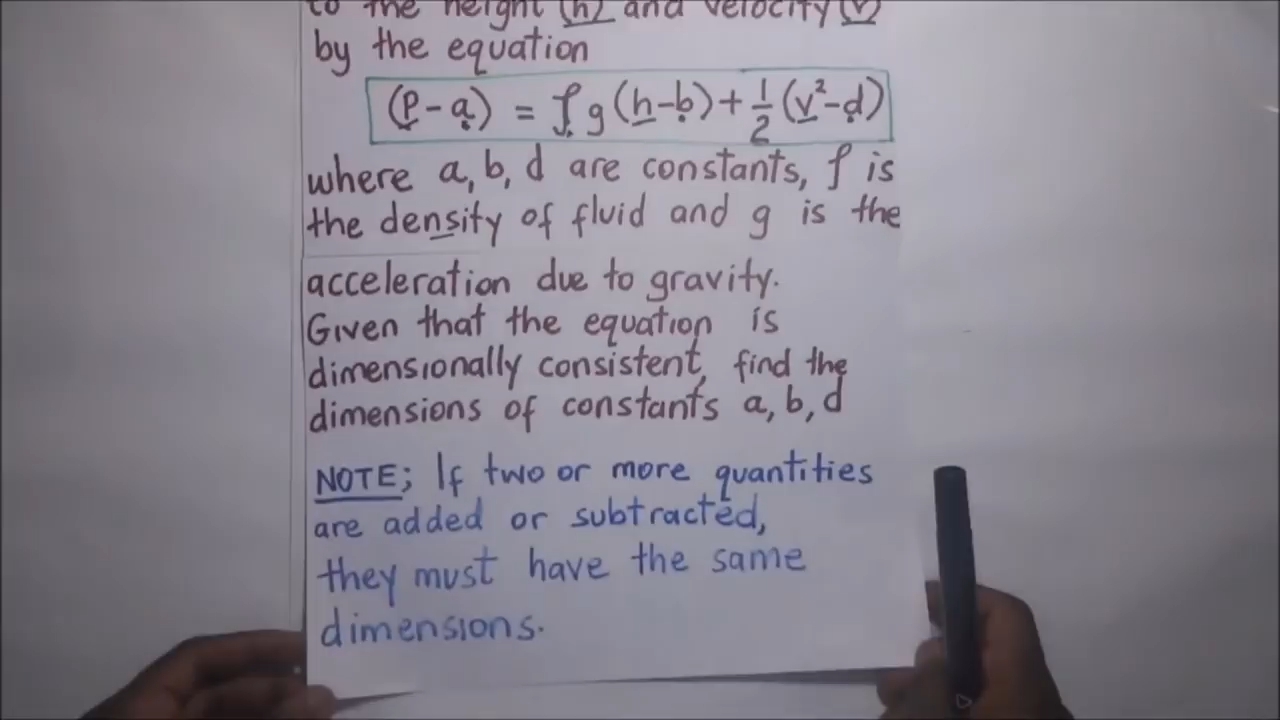 to the height (h) and velocity (v)
by the equation
(P-a) = ƒg(h-b)+½(v²-d)
where a, b, d are constants, ƒ is
the density of fluid and g is the
acceleration due to gravity.
Given that the equation is
dimensionally consistent, find the
dimensions of constants a, b, d
NOTE; If two or more quantities
are added or subtracted,
they must have the same
dimensions.